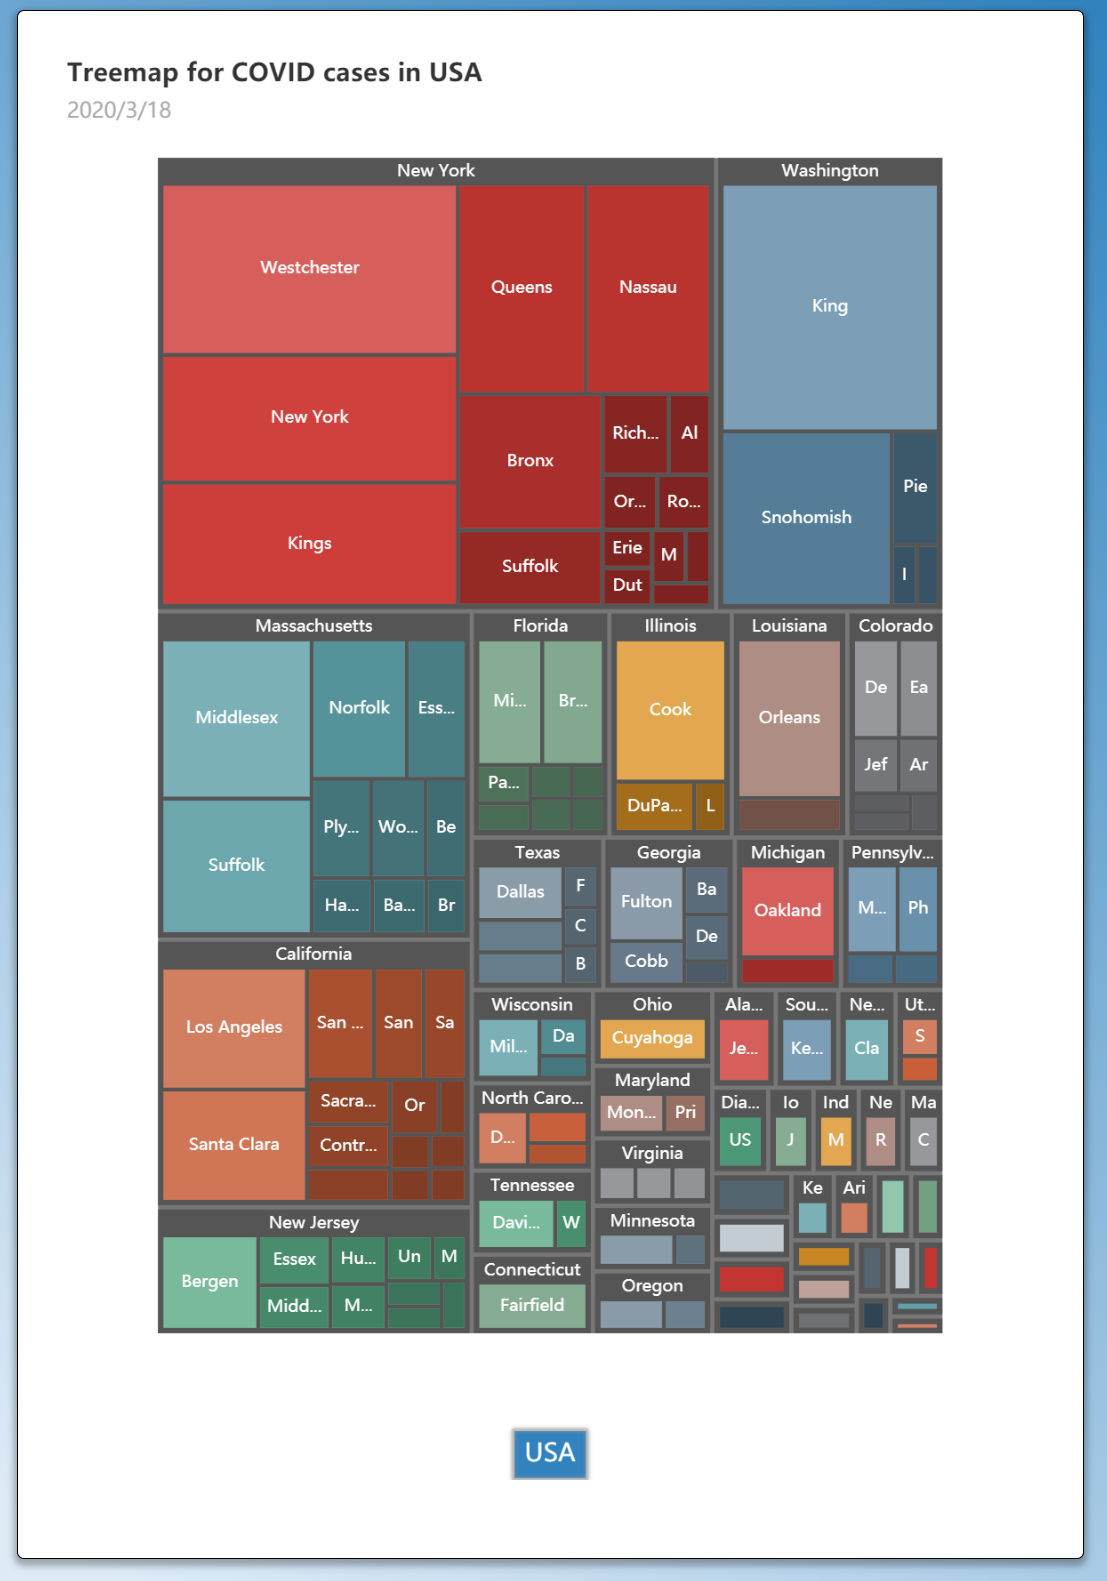 Treemap for COVID cases in USA
2020/3/18
New York
Westchester
New York
Kings
Queens
Nassau
Bronx
Suffolk
Rich...
Al
Or...
Ro...
Erie
Dut
M
Washington
King
Snohomish
Pie
I
Massachusetts
Middlesex
Suffolk
Norfolk
Ess...
Ply...
Wo...
Be
Ha...
Ba...
Br
California
Los Angeles
Santa Clara
San ...
San
Sa
Sacra...
Contr...
Or
New Jersey
Bergen
Essex
Midd...
Hu...
M...
Un
M
Florida
Mi...
Br...
Pa...
Illinois
Cook
DuPa...
L
Louisiana
Orleans
Colorado
De
Ea
Jef
Ar
Texas
Dallas
F
C
B
Georgia
Fulton
Cobb
Ba
De
Michigan
Oakland
Pennsylv...
M...
Ph
Wisconsin
Mil...
Da
North Caro...
D...
Tennessee
Davi...
W
Connecticut
Fairfield
Ohio
Cuyahoga
Maryland
Mon...
Pri
Virginia
Minnesota
Oregon
Ala...
Je...
Sou...
Ke...
Ne...
Cla
Ut...
S
Dia...
US
Io
J
Ind
M
Ne
R
Ma
C
Ke
Ari
USA